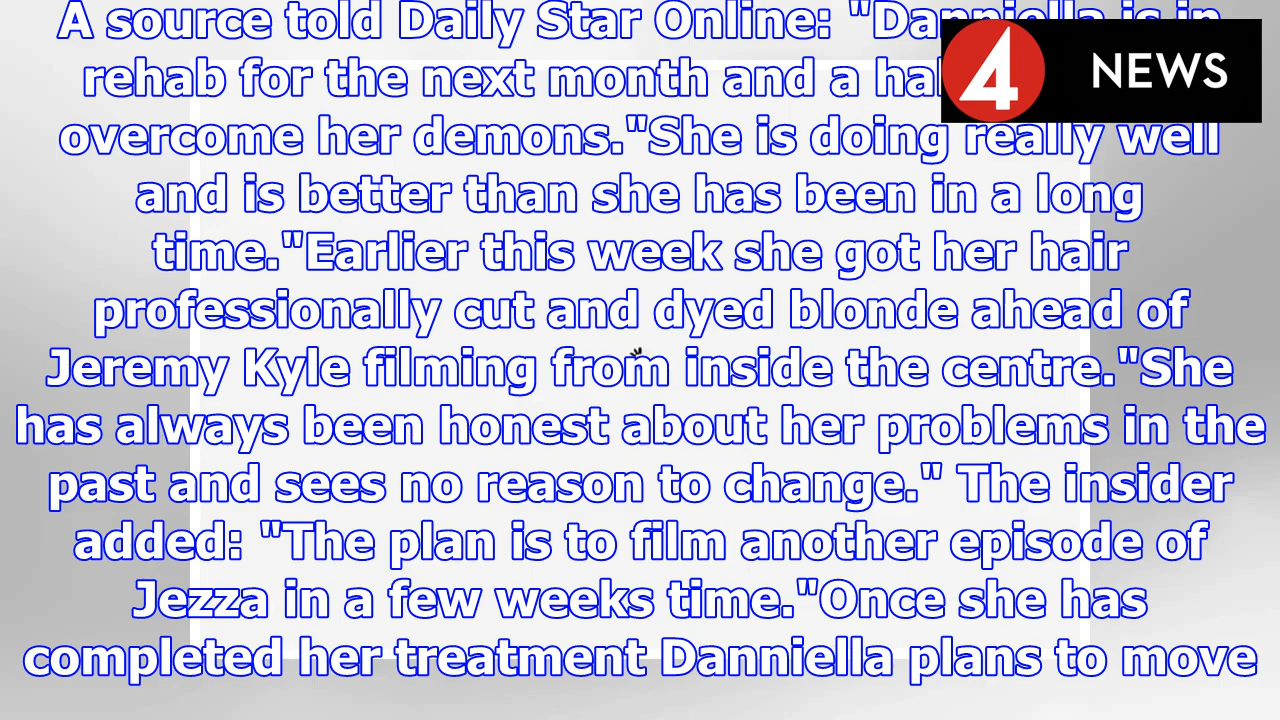 A source told Daily Star Online: "Danniella is in
rehab for the next month and a
overcome her demons."She is doing really well
and is better than she has been in a long
time."Earlier this week she got her hair
professionally cut and dyed blonde ahead of
Jeremy Kyle filming from inside the centre."She
has always been honest about her problems in the
past and sees no reason to change." The insider
added: "The plan is to film another episode of
Jezza in a few weeks time."Once she has
completed her treatment Danniella plans to move
4 NEWS